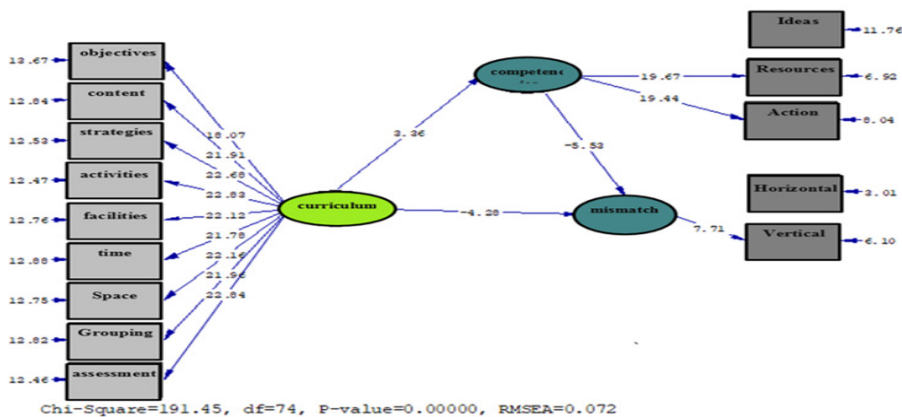 objectives
13.67
content
12.84
strategies
12.53
activities
12.47
facilities
12.76
time
12.88
Space
12.75
Grouping
12.82
assessment
12.46
18.07
21.91
22.68
22.83
22.12
21.78
22.16
21.96
22.84
curriculum
3.36
-4.28
competenc
-5.53
mismatch
19.67
19.44
7.71
Ideas
11.76
Resources
6.92
Action
8.04
Horizontal
3.01
Vertical
6.10
Chi-Square=191.45, df=74, P-value=0.00000, RMSEA=0.072